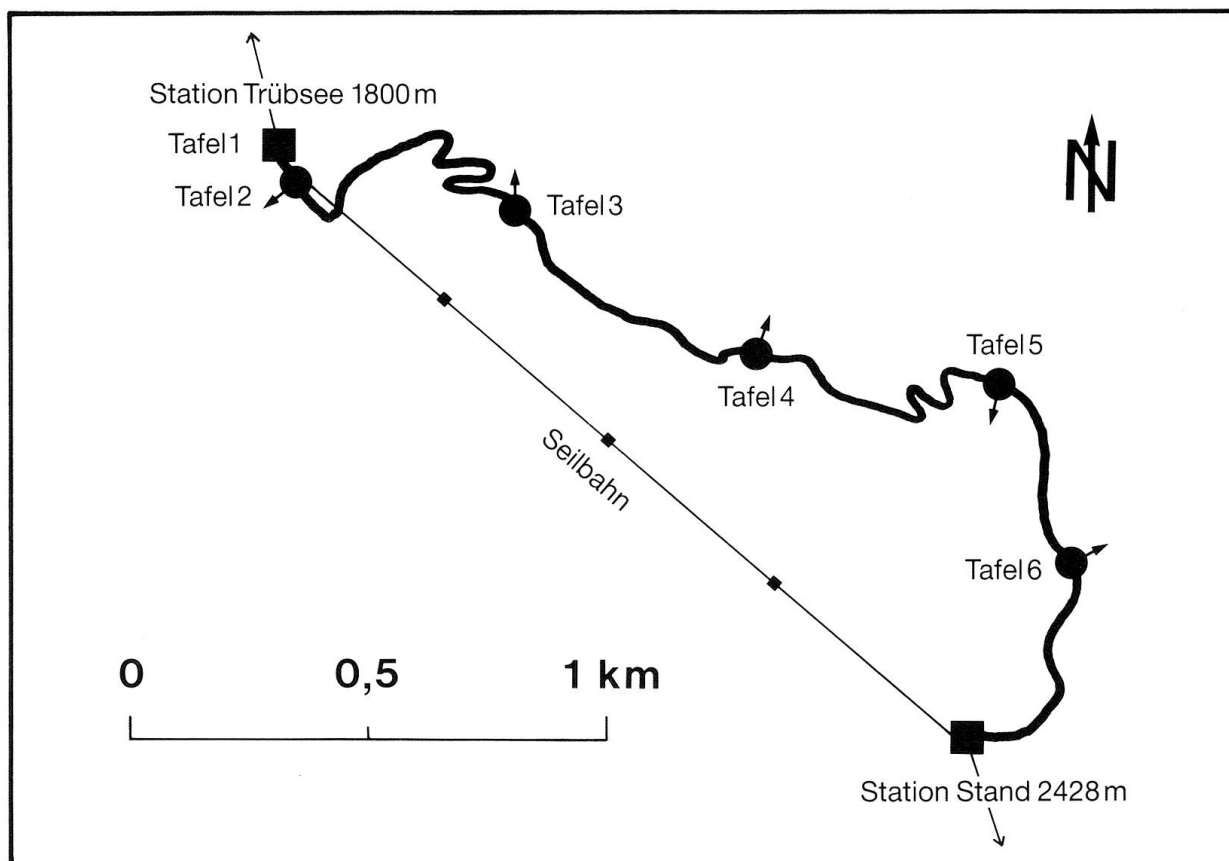 Station Trübsee 1800 m
Tafel 1
Tafel 2
Tafel 3
N
Tafel 4
Tafel 5
Seilbahn
Tafel 6
0 0,5 1 km
Station Stand 2428 m